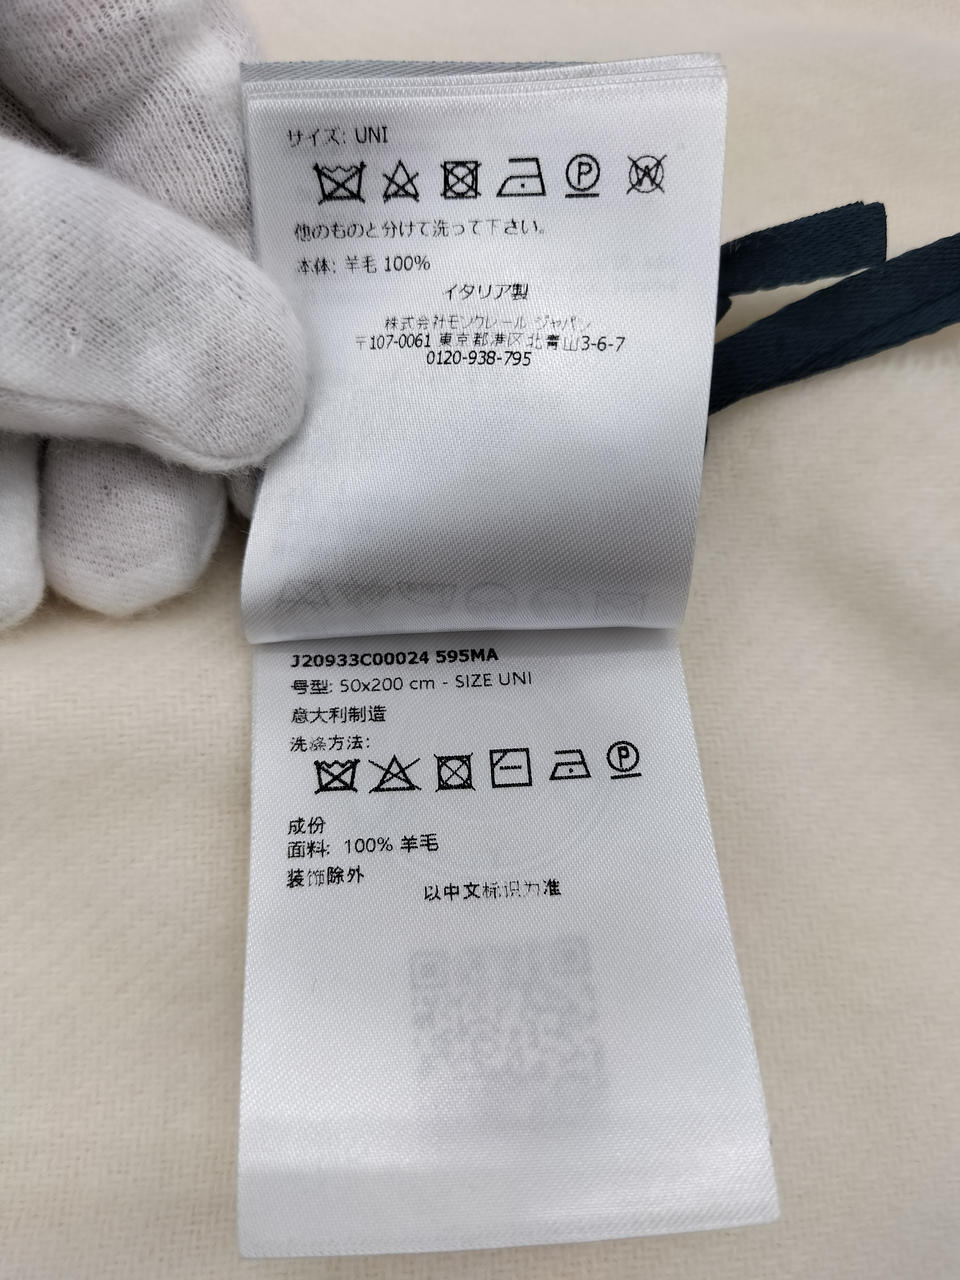 サイズ: UNI
P
W
他のものと分けて洗って下さい。
本体: 羊毛 100%
イタリア製
株式会社モンクレール ジャパン
〒107-0061 東京都港区北青山3-6-7
0120-938-795
J20933C00024 595MA
号型: 50x200 cm - SIZE UNI
意大利制造
洗涤方法:
P
成份
面料: 100% 羊毛
装饰除外
以中文标识为准